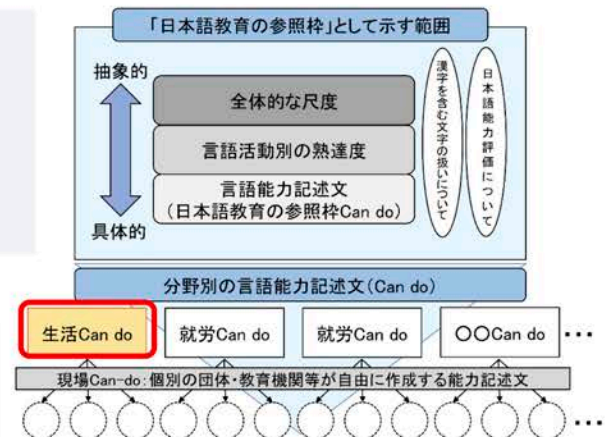 「日本語教育の参照枠」として示す範囲
抽象的
具体的
全体的な尺度
言語活動別の熟達度
言語能力記述文
(日本語教育の参照枠Can do)
漢字を含む文字の扱いについて
日本語能力評価について
分野別の言語能力記述文(Can do)
生活Can do
就労Can do
就労Can do
〇〇Can do
・・・
現場Can-do:個別の団体・教育機関等が自由に作成する能力記述文
・・・